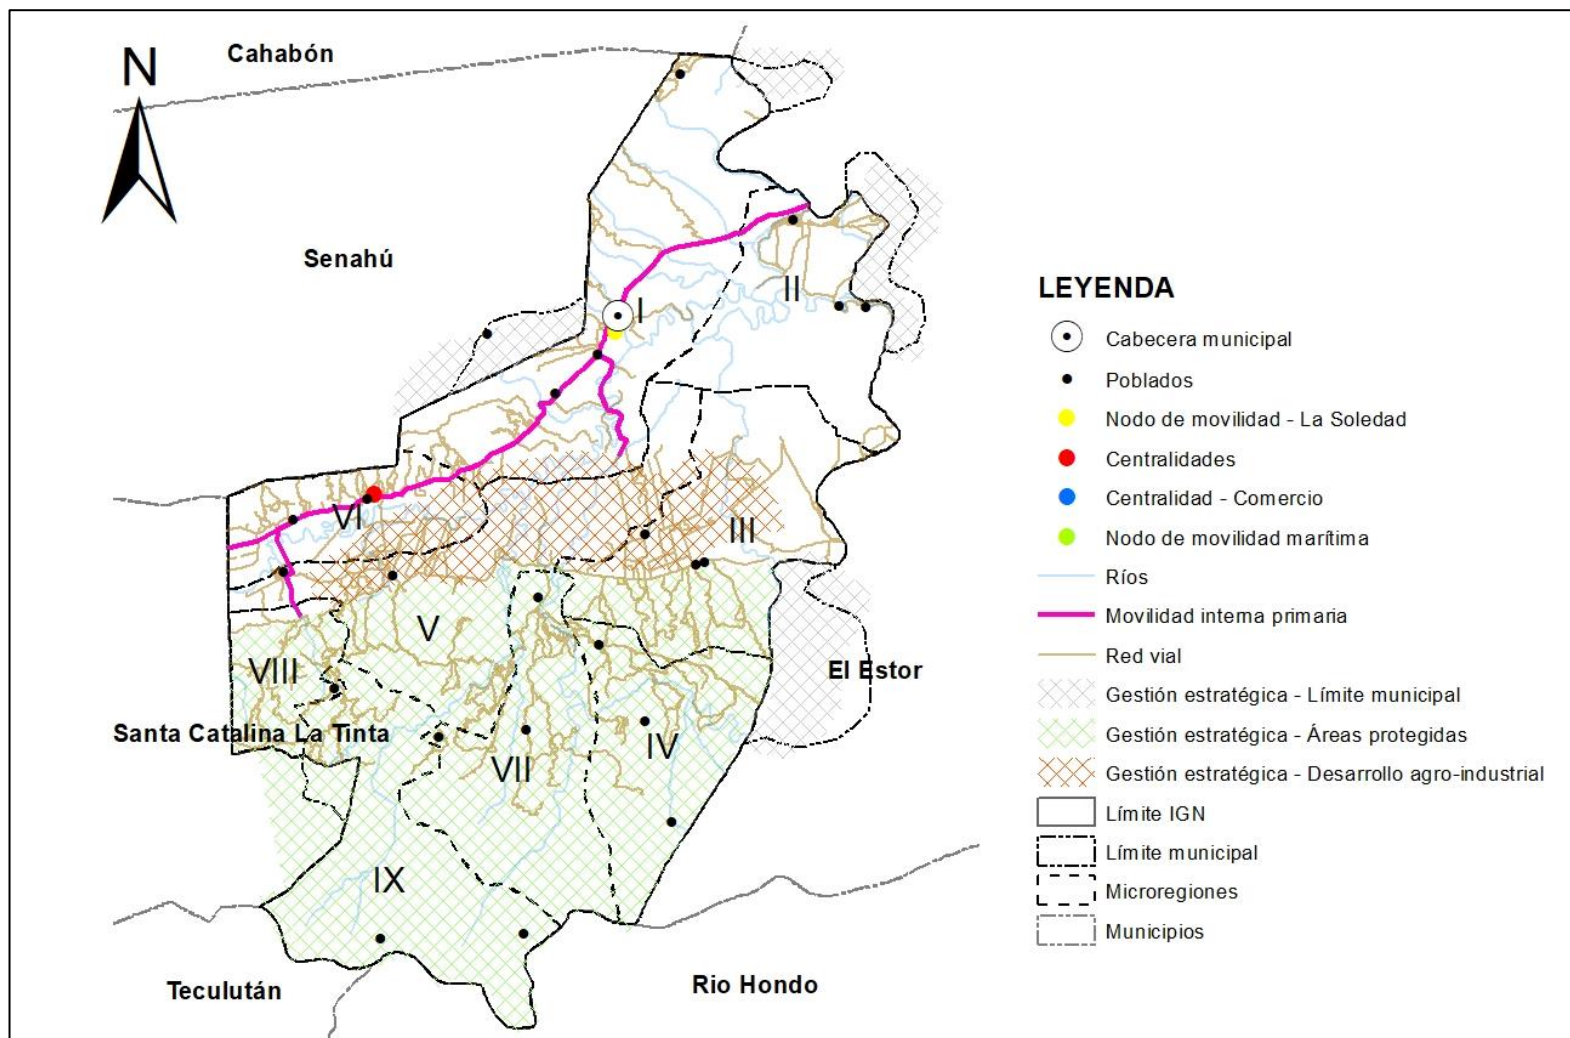 N
Cahabón
Senahú
I
II
VI
III
V
VIII
El Estor
Santa Catalina La Tinta
IV
VII
IX
Teculután
Rio Hondo
LEYENDA
Cabecera municipal
Poblados
Nodo de movilidad - La Soledad
Centralidades
Centralidad - Comercio
Nodo de movilidad marítima
Ríos
Movilidad interna primaria
Red vial
Gestión estratégica - Límite municipal
Gestión estratégica - Áreas protegidas
Gestión estratégica - Desarrollo agro-industrial
Límite IGN
Límite municipal
Microregiones
Municipios